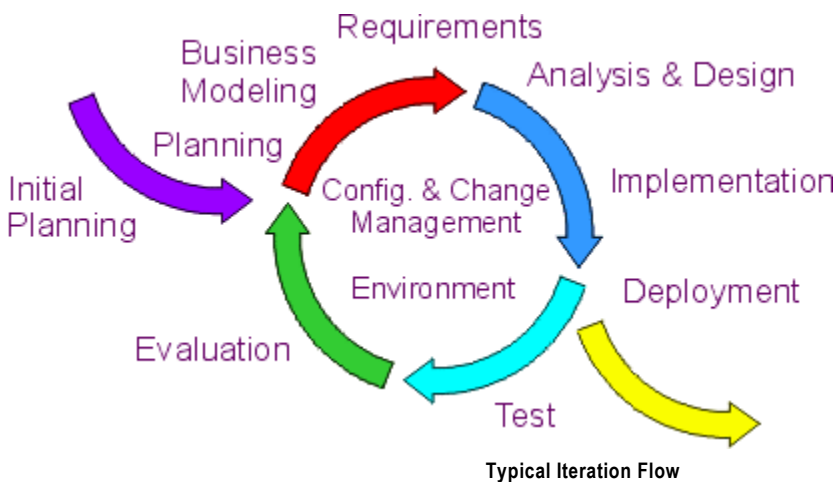 Requirements
Business
Modeling
Analysis & Design
Planning
Initial
Planning
Config. & Change
Management
Implementation
Environment
Deployment
Evaluation
Test
Typical Iteration Flow